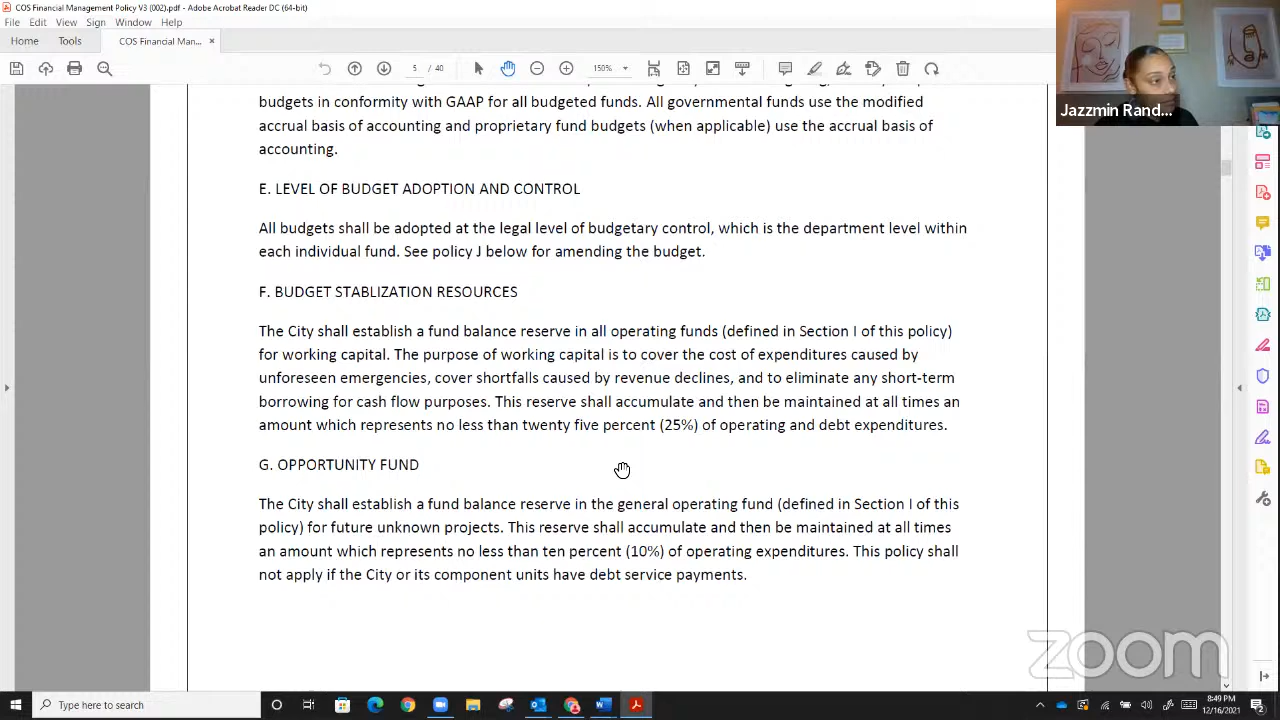 COS Financial Management Policy V3 (002).pdf - Adobe Acrobat Reader DC (64-bit)
File Edit View Sign Window Help
Home Tools COS Financial Man... ×
5 / 40 150%
budgets in conformity with GAAP for all budgeted funds. All governmental funds use the modified
accrual basis of accounting and proprietary fund budgets (when applicable) use the accrual basis of
accounting.
E. LEVEL OF BUDGET ADOPTION AND CONTROL
All budgets shall be adopted at the legal level of budgetary control, which is the department level within
each individual fund. See policy J below for amending the budget.
F. BUDGET STABLIZATION RESOURCES
The City shall establish a fund balance reserve in all operating funds (defined in Section I of this policy)
for working capital. The purpose of working capital is to cover the cost of expenditures caused by
unforeseen emergencies, cover shortfalls caused by revenue declines, and to eliminate any short-term
borrowing for cash flow purposes. This reserve shall accumulate and then be maintained at all times an
amount which represents no less than twenty five percent (25%) of operating and debt expenditures.
G. OPPORTUNITY FUND
The City shall establish a fund balance reserve in the general operating fund (defined in Section I of this
policy) for future unknown projects. This reserve shall accumulate and then be maintained at all times
an amount which represents no less than ten percent (10%) of operating expenditures. This policy shall
not apply if the City or its component units have debt service payments.
Jazzmin Rand...
zoom
Type here to search
8:49 PM
12/16/2021
2